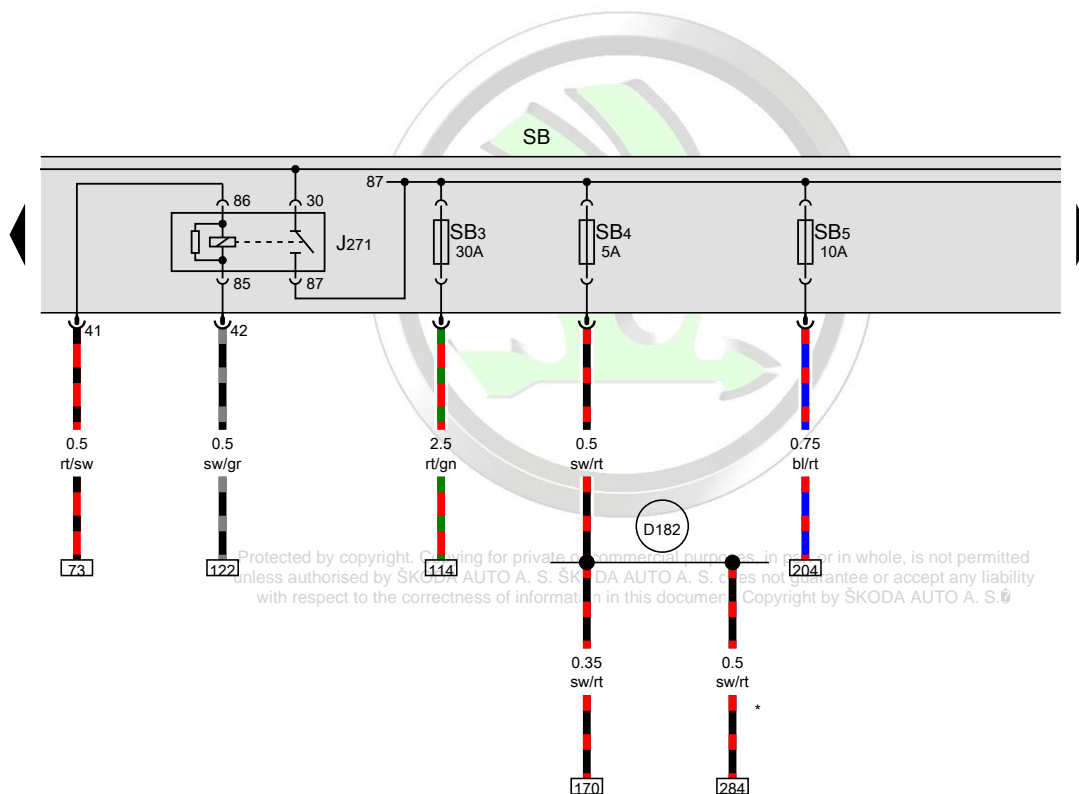 SB
87
86
30
J271
85
87
SB3
30A
SB4
5A
SB5
10A
41
42
0.5
rt/sw
0.5
sw/gr
2.5
rt/gn
0.5
sw/rt
0.75
bl/rt
D182
73
122
114
204
Protected by copyright. Copying for private or commercial purposes, in part or in whole, is not permitted
unless authorised by ŠKODA AUTO A. S. ŠKODA AUTO A. S. does not guarantee or accept any liability
with respect to the correctness of information in this document. Copyright by ŠKODA AUTO A. S.�
0.35
sw/rt
0.5
sw/rt
*
170
284